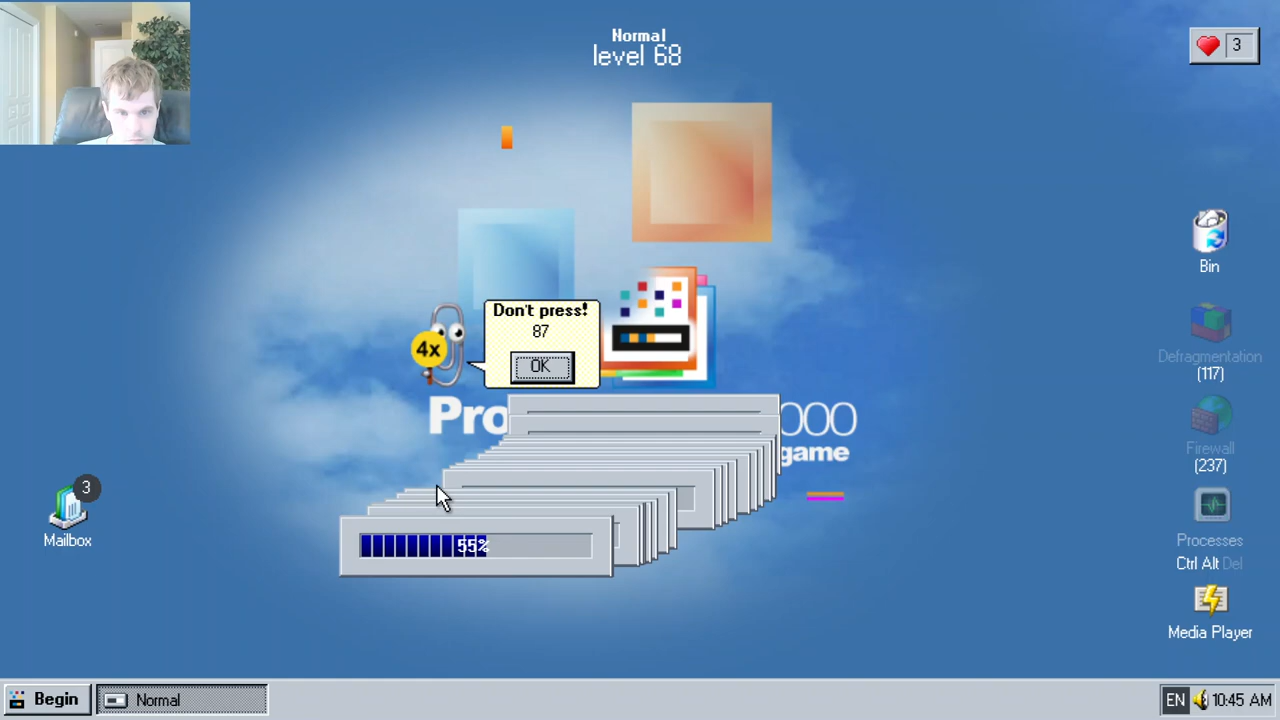 Normal
level 68
3
Bin
Don't press!
87
OK
4x
Defragmentation
(117)
Pro
000
game
Firewall
(237)
3
Mailbox
55%
Processes
Ctrl Alt Del
Media Player
Begin
Normal
EN
10:45 AM